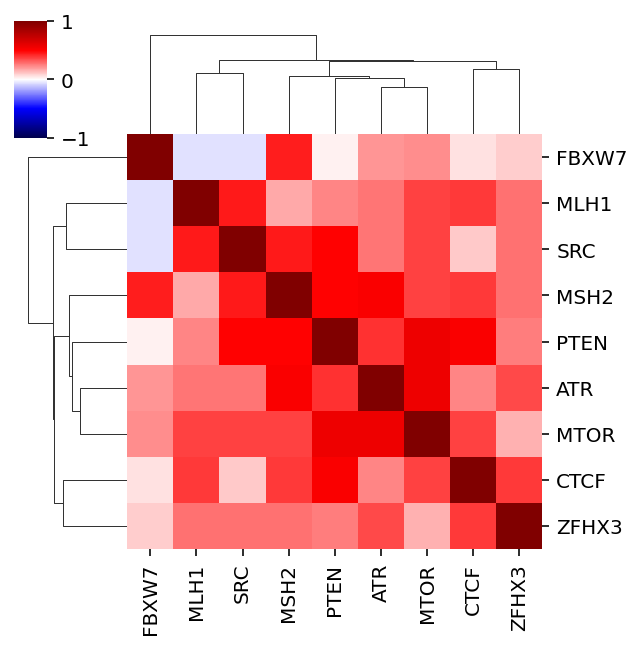 1
0
−1
FBXW7
MLH1
SRC
MSH2
PTEN
ATR
MTOR
CTCF
ZFHX3
FBXW7
MLH1
SRC
MSH2
PTEN
ATR
MTOR
CTCF
ZFHX3